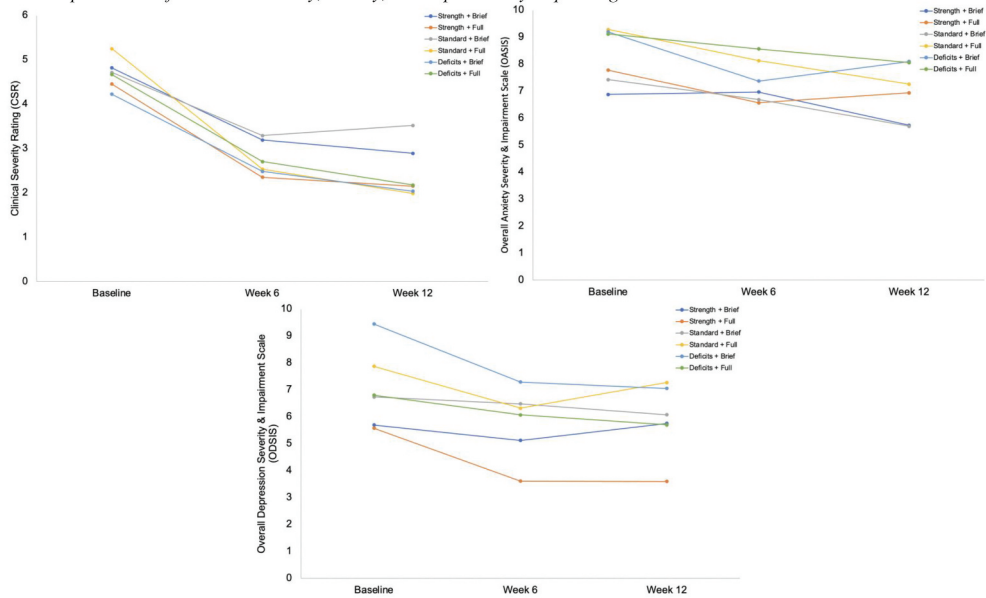 Clinical Severity Rating (CSR)
6
5
4
3
2
1
0
Baseline
Week 6
Week 12
Strength + Brief
Strength + Full
Standard + Brief
Standard + Full
Deficits + Brief
Deficits + Full
Overall Anxiety Severity & Impairment Scale (OASIS)
10
9
8
7
6
5
4
3
2
1
0
Baseline
Week 6
Week 12
Strength + Brief
Strength + Full
Standard + Brief
Standard + Full
Deficits + Brief
Deficits + Full
Overall Depression Severity & Impairment Scale
(ODSIS)
10
9
8
7
6
5
4
3
2
1
0
Baseline
Week 6
Week 12
Strength + Brief
Strength + Full
Standard + Brief
Standard + Full
Deficits + Brief
Deficits + Full